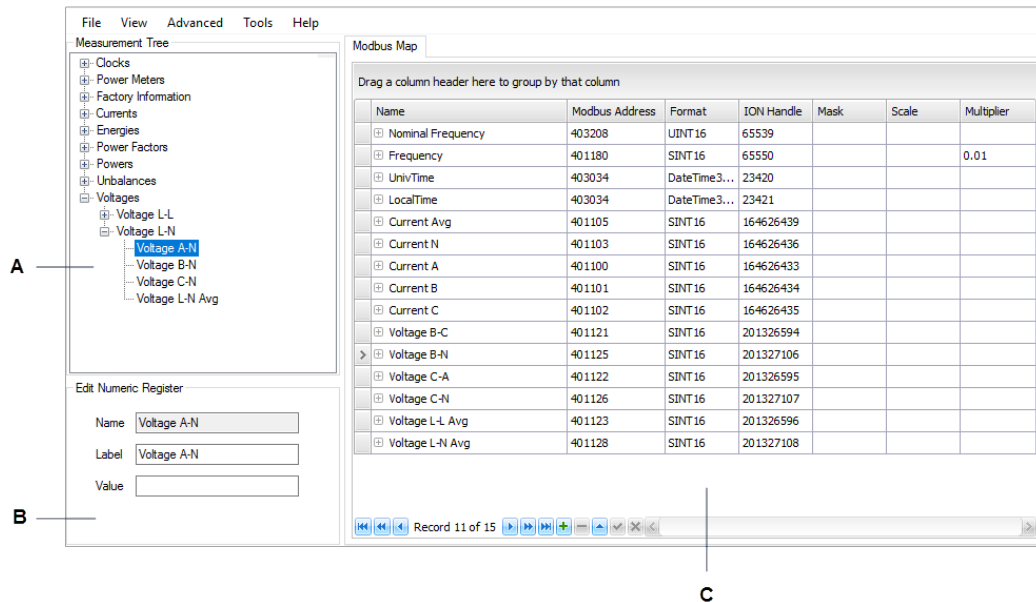 File View Advanced Tools Help
Measurement Tree
Clocks
Power Meters
Factory Information
Currents
Energies
Power Factors
Powers
Unbalances
Voltages
Voltage L-L
Voltage L-N
Voltage A-N
Voltage B-N
Voltage C-N
Voltage L-N Avg
A
Edit Numeric Register
Name Voltage A-N
Label Voltage A-N
Value
B
Modbus Map
Drag a column header here to group by that column
Name Modbus Address Format ION Handle Mask Scale Multiplier
Nominal Frequency 403208 UINT16 65539
Frequency 401180 SINT16 65550 0.01
UnivTime 403034 DateTime3... 23420
LocalTime 403034 DateTime3... 23421
Current Avg 401105 SINT16 164626439
Current N 401103 SINT16 164626436
Current A 401100 SINT16 164626433
Current B 401101 SINT16 164626434
Current C 401102 SINT16 164626435
Voltage B-C 401121 SINT16 201326594
Voltage B-N 401125 SINT16 201327106
Voltage C-A 401122 SINT16 201326595
Voltage C-N 401126 SINT16 201327107
Voltage L-L Avg 401123 SINT16 201326596
Voltage L-N Avg 401128 SINT16 201327108
Record 11 of 15
C